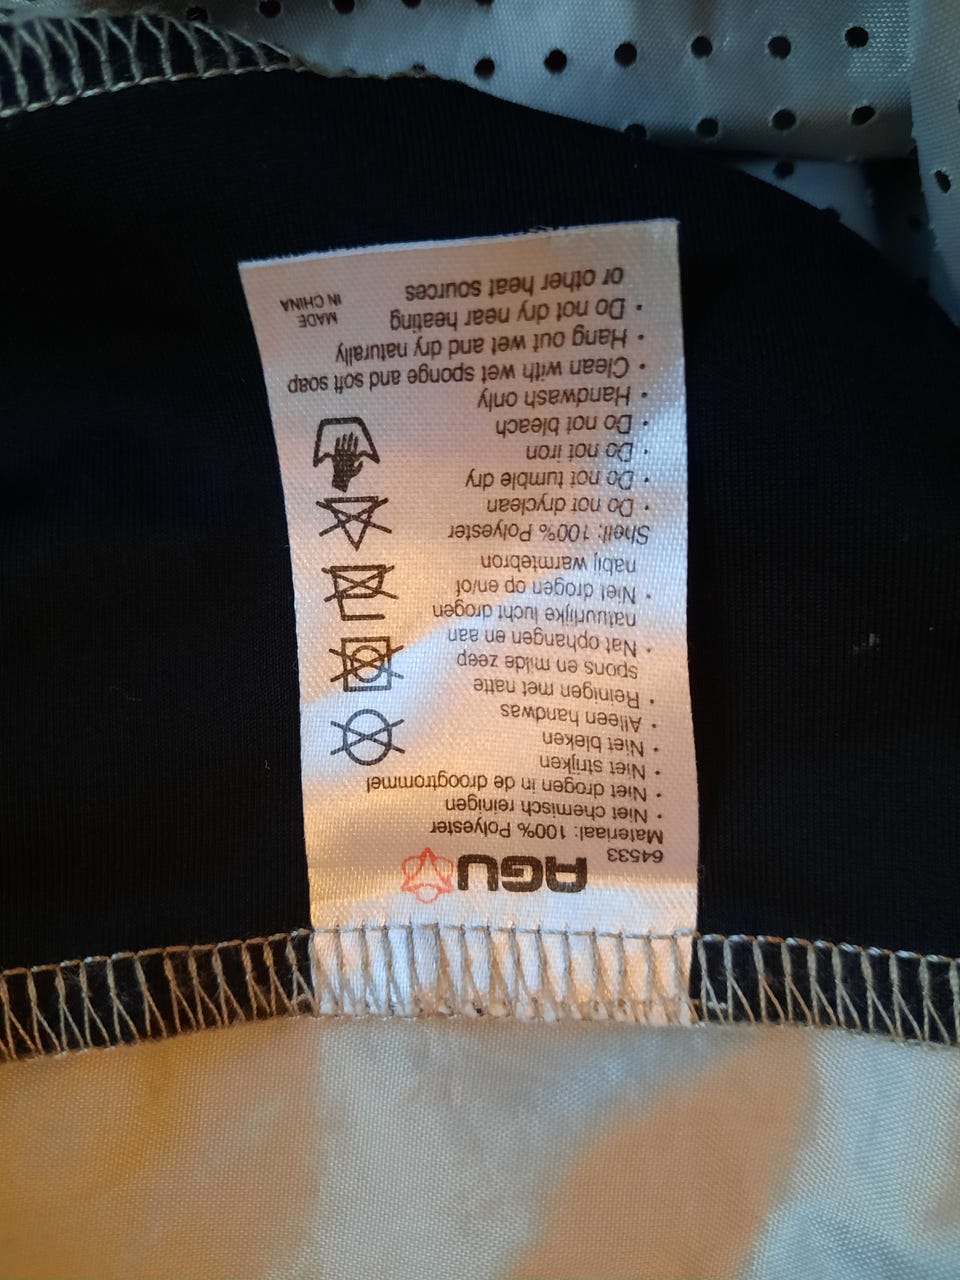 AGU
64533
Materiaal: 100% Polyester
• Niet chemisch reinigen
• Niet drogen in de droogtrommel
• Niet strijken
• Niet bleken
• Alleen handwas
• Reinigen met natte
spons en milde zeep
• Nat ophangen en aan
natuurlijke lucht drogen
• Niet drogen op en/of
nabij warmtebron
Shell: 100% Polyester
• Do not dryclean
• Do not tumble dry
• Do not iron
• Do not bleach
• Handwash only
• Clean with wet sponge and soft soap
• Hang out wet and dry naturally
• Do not dry near heating
or other heat sources
MADE
IN CHINA